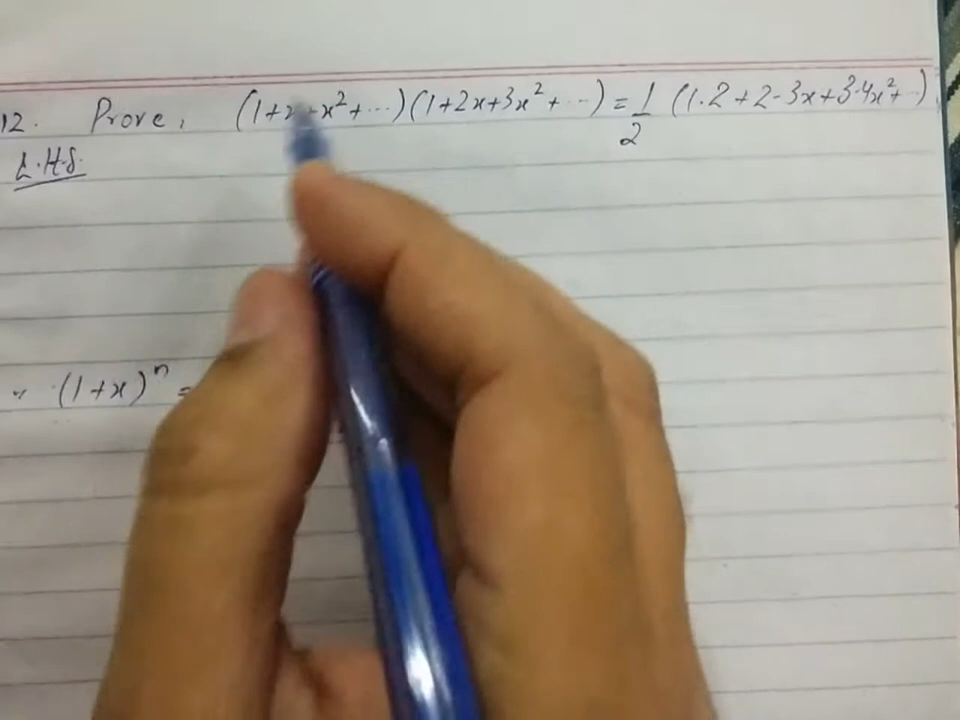 12. Prove, (1+x+x²+...)(1+2x+3x²+...) = 1/2 (1.2+2.3x+3.4x²+..)
L.H.S.
∵ (1+x)ⁿ =